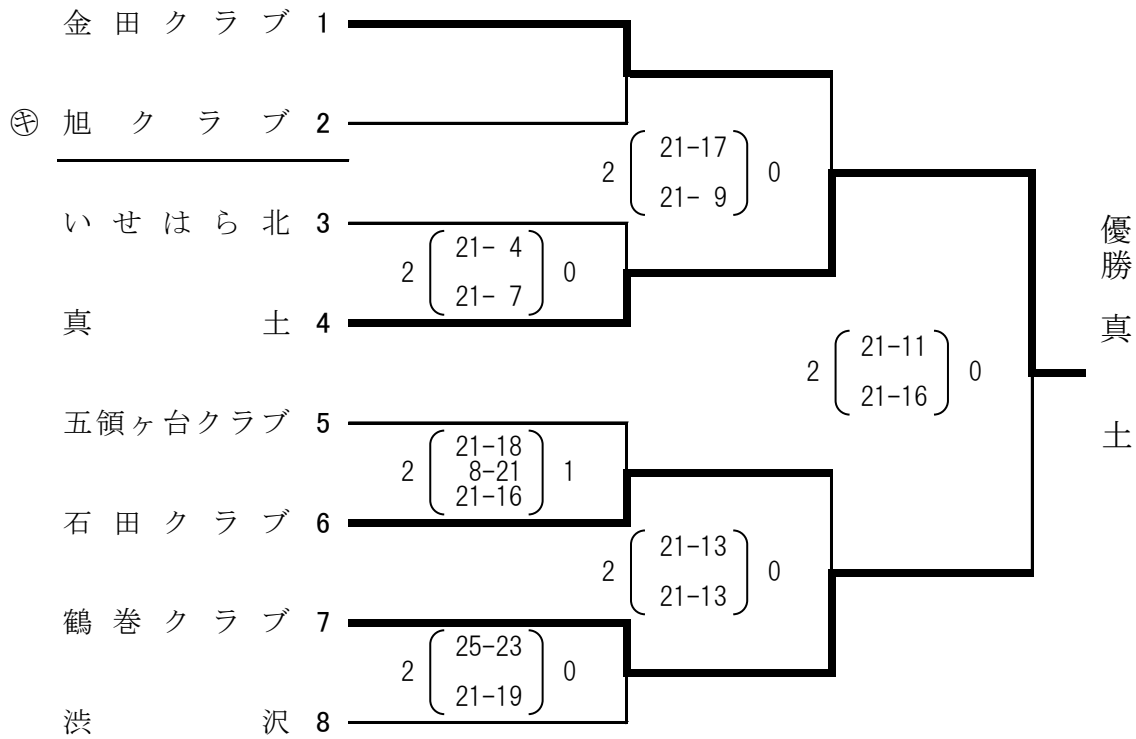 金田クラブ 1
㋖ 旭クラブ 2
2 21-17 0
21- 9
いせはら北 3
2 21- 4 0
21- 7
真土 4
優勝 真土
2 21-11 0
21-16
五領ヶ台クラブ 5
21-18
2 8-21 1
21-16
石田クラブ 6
2 21-13 0
21-13
鶴巻クラブ 7
2 25-23 0
21-19
渋沢 8